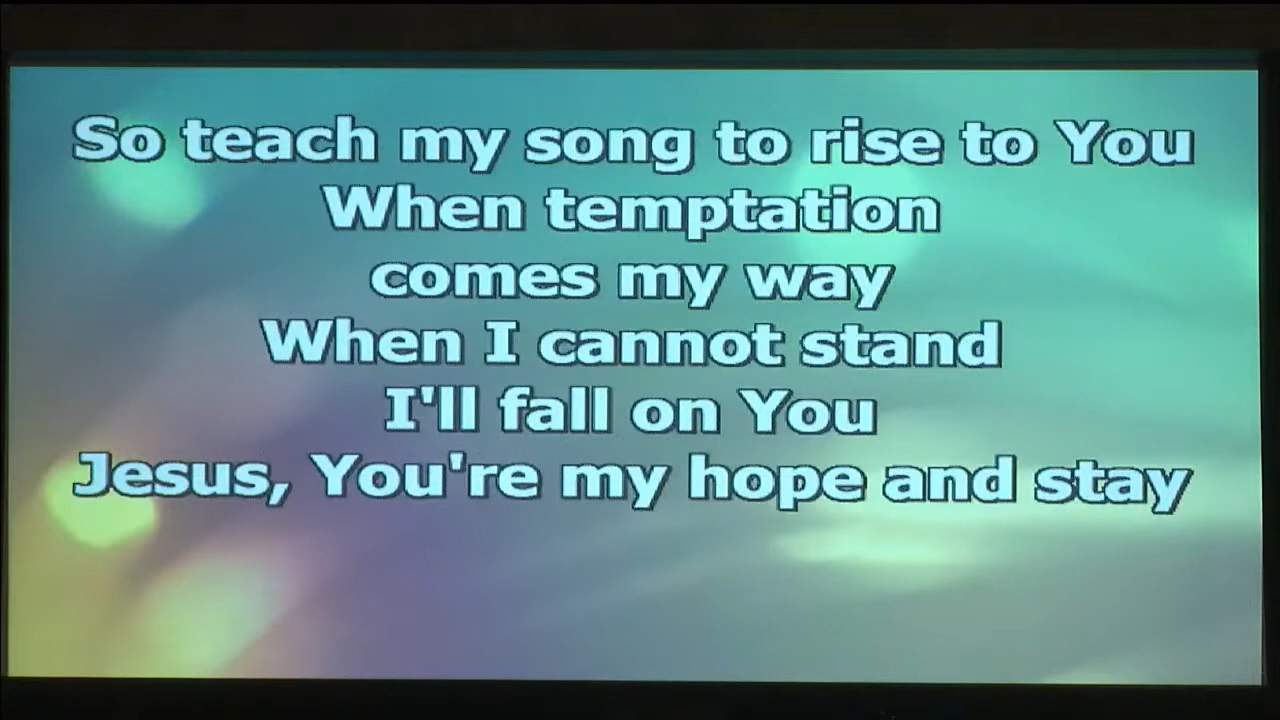 So teach my song to rise to You
When temptation
comes my way
When I cannot stand
I'll fall on You
Jesus, You're my hope and stay